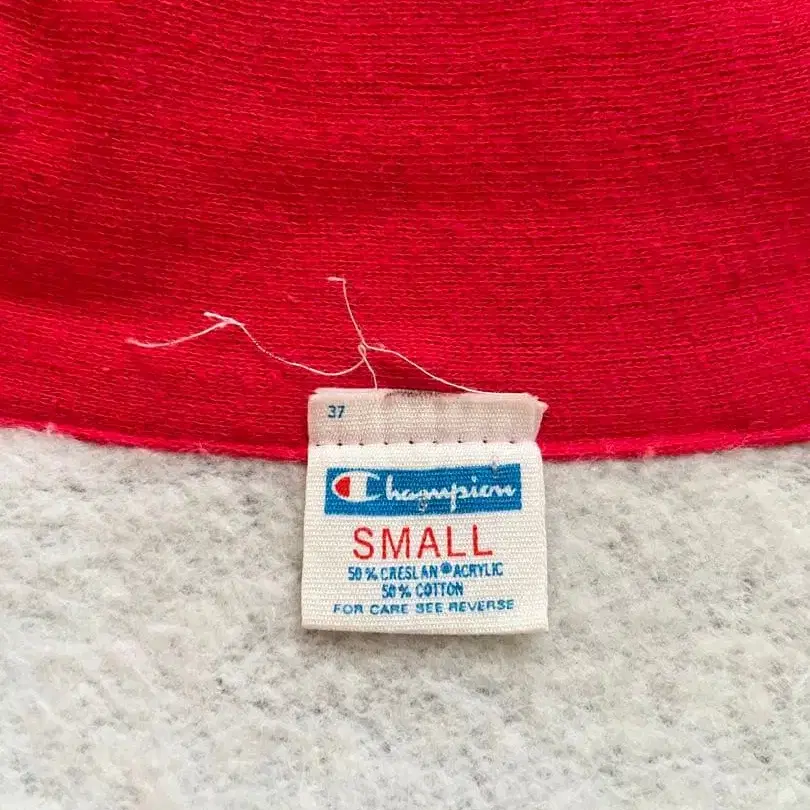 37
Champion
SMALL
50% CRESLAN® ACRYLIC
50% COTTON
FOR CARE SEE REVERSE